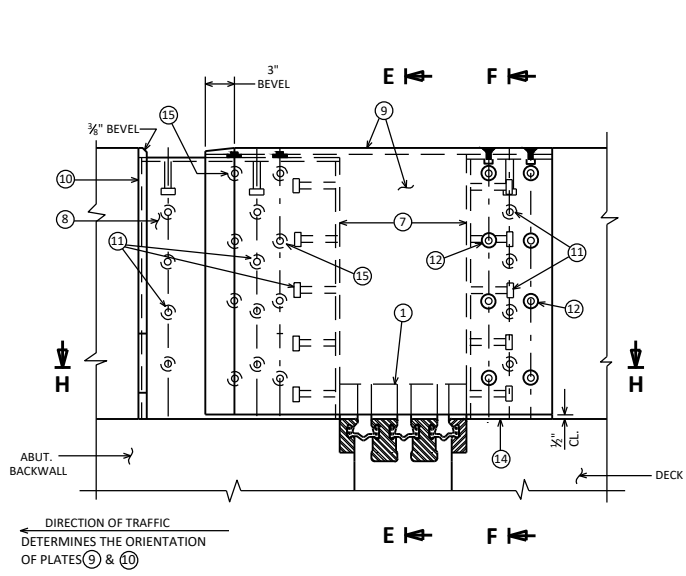 3"
BEVEL
E
F
⅜" BEVEL
15
9
10
8
11
7
12
11
15
12
1
H
H
14
½" CL.
ABUT.
BACKWALL
DECK
DIRECTION OF TRAFFIC
DETERMINES THE ORIENTATION
OF PLATES 9 & 10
E
F